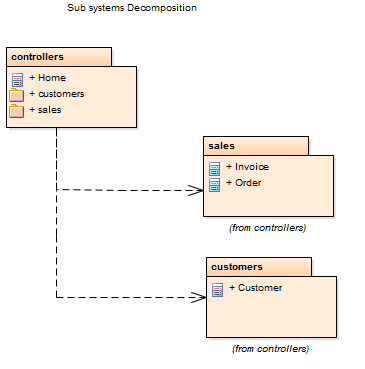 Sub systems Decomposition
controllers
+ Home
+ customers
+ sales
sales
+ Invoice
+ Order
(from controllers)
customers
+ Customer
(from controllers)